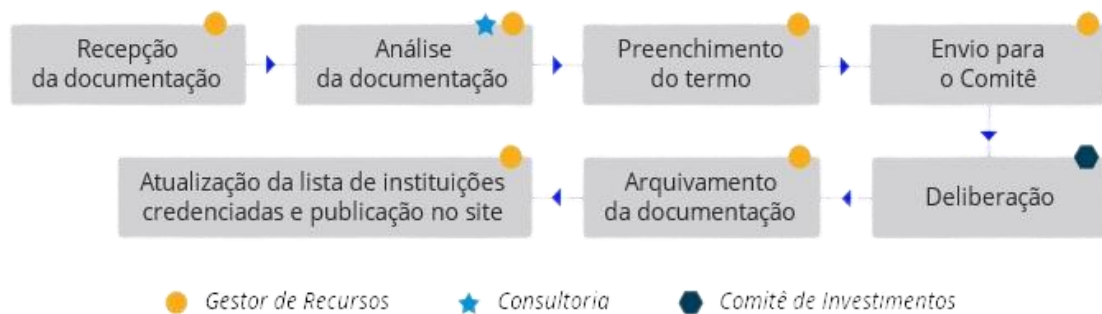 Recepção
da documentação
Análise
da documentação
Preenchimento
do termo
Envio para
o Comitê
Atualização da lista de instituições
credenciadas e publicação no site
Arquivamento
da documentação
Deliberação
Gestor de Recursos
Consultoria
Comitê de Investimentos